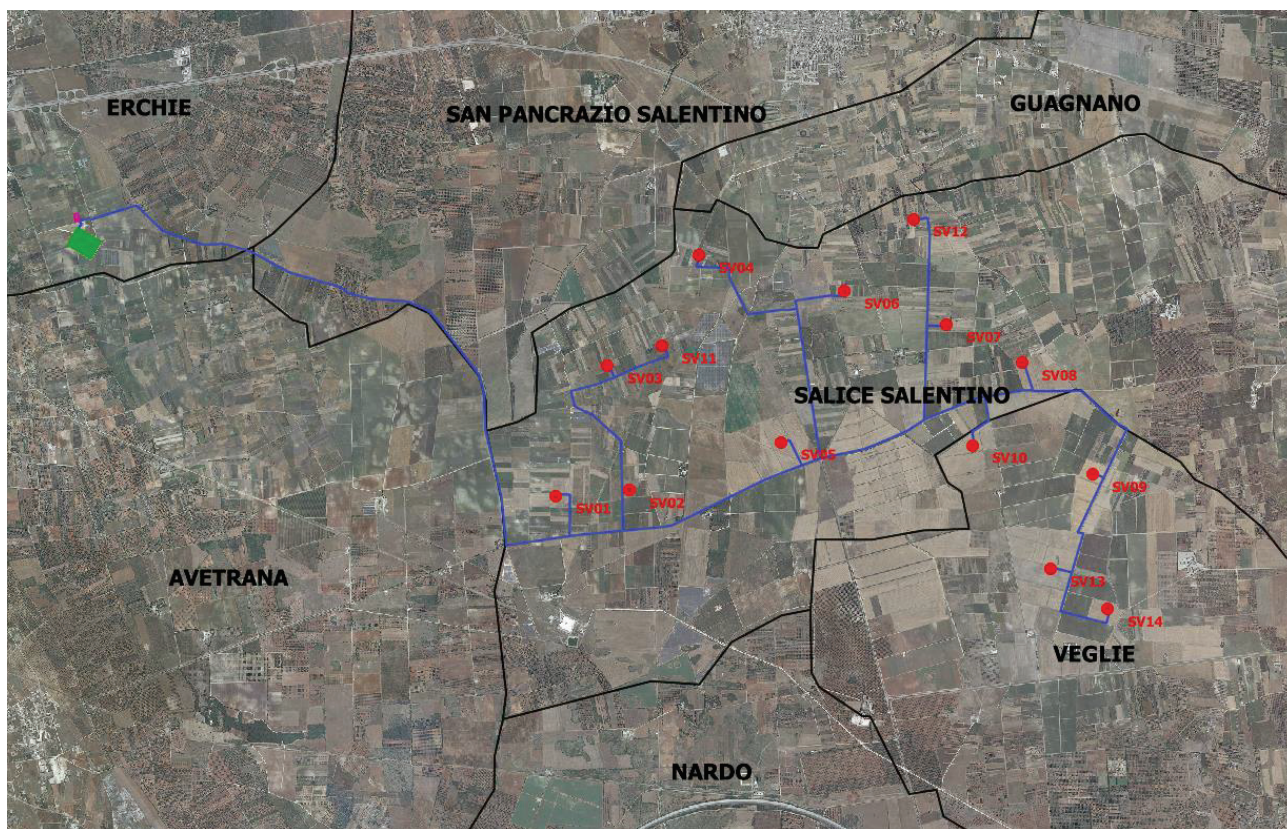 ERCHIE
SAN PANCRAZIO SALENTINO
GUAGNANO
SV12
SV04
SV06
SV07
SV11
SV03
SV08
SALICE SALENTINO
SV05
SV10
SV09
SV01
SV02
AVETRANA
SV13
SV14
VEGLIE
NARDO